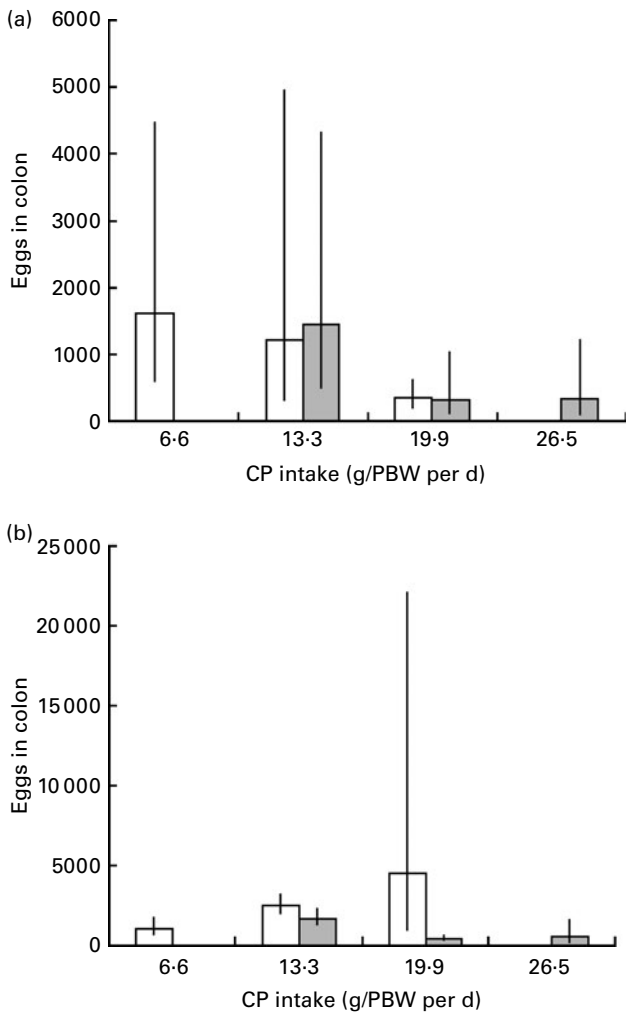 (a)
6000
5000
4000
3000
2000
1000
0
Eggs in colon
6·6 13·3 19·9 26·5
CP intake (g/PBW per d)
(b)
25 000
20 000
15 000
10 000
5000
0
Eggs in colon
6·6 13·3 19·9 26·5
CP intake (g/PBW per d)